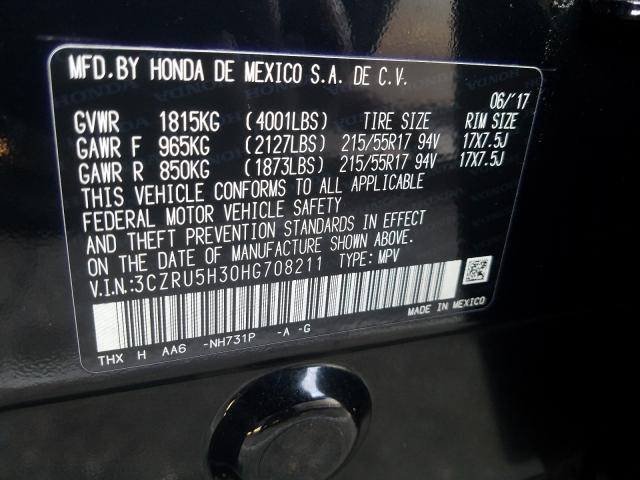 MFD.BY HONDA DE MEXICO S.A. DE C.V.
06/'17
GVWR 1815KG (4001LBS) TIRE SIZE RIM SIZE
GAWR F 965KG (2127LBS) 215/55R17 94V 17X7.5J
GAWR R 850KG (1873LBS) 215/55R17 94V 17X7.5J
THIS VEHICLE CONFORMS TO ALL APPLICABLE
FEDERAL MOTOR VEHICLE SAFETY
AND THEFT PREVENTION STANDARDS IN EFFECT
ON THE DATE OF MANUFACTURE SHOWN ABOVE.
V.I.N:3CZRU5H30HG708211 TYPE: MPV
MADE IN MEXICO
THX H AA6 -NH731P -A -G